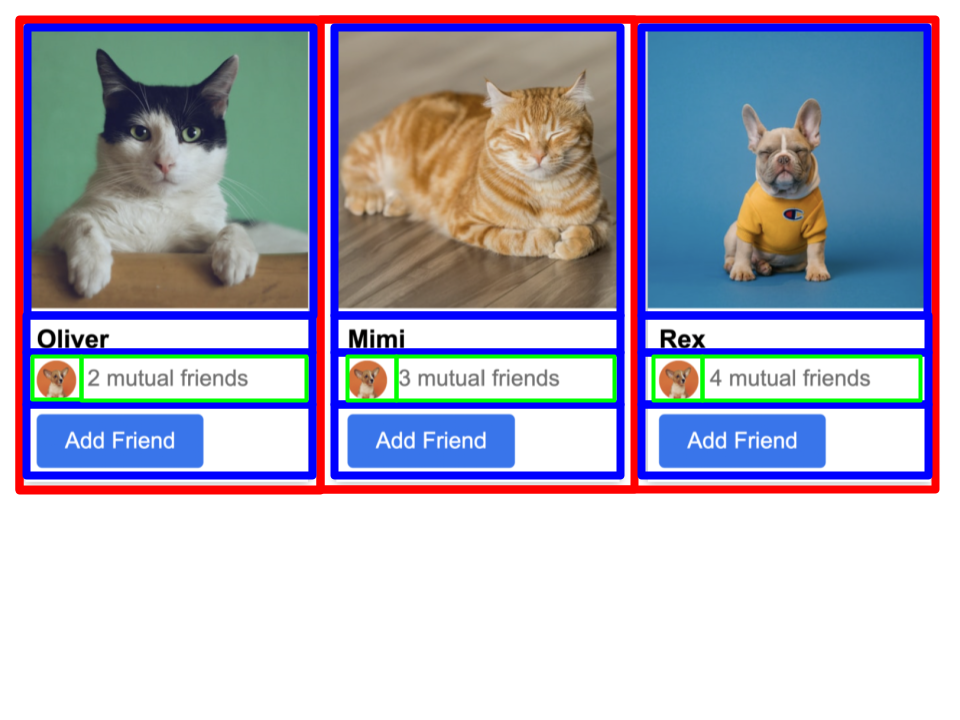 Oliver
2 mutual friends
Add Friend
Mimi
3 mutual friends
Add Friend
Rex
4 mutual friends
Add Friend